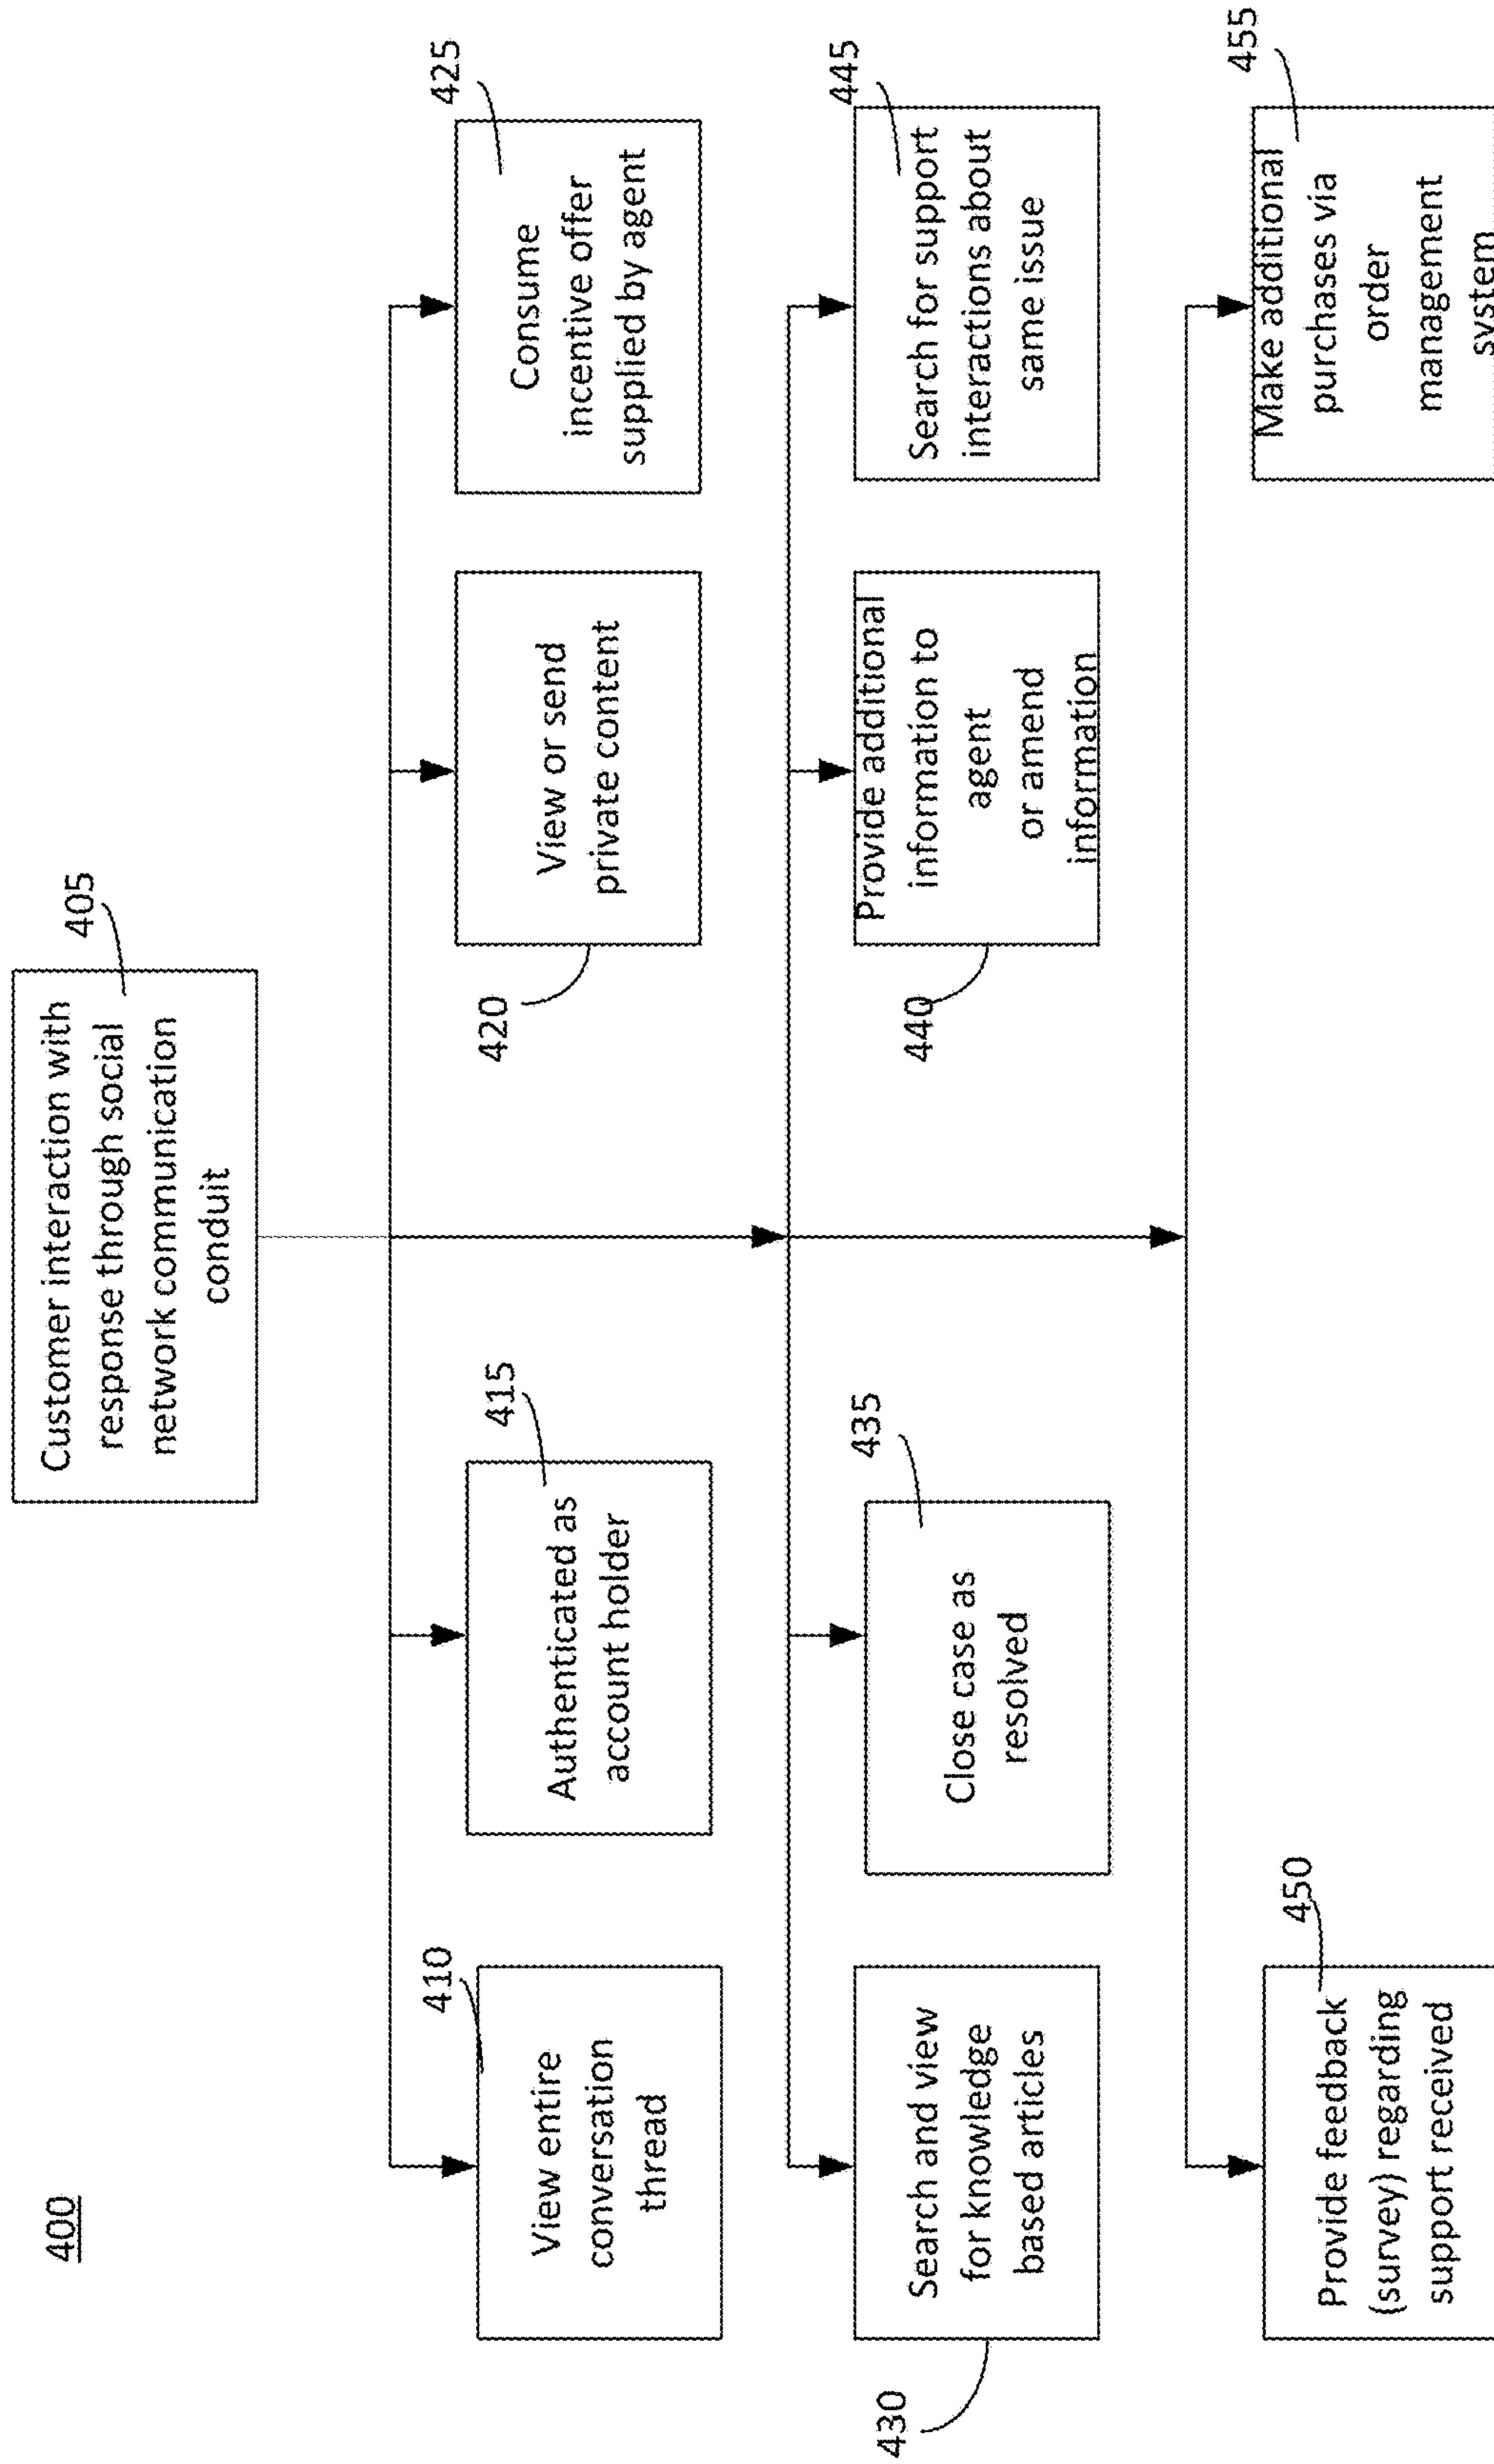 400
405
Customer interaction with
response through social
network communication
conduit
410
View entire
conversation
thread
415
Authenticated as
account holder
420
View or send
private content
425
Consume
incentive offer
supplied by agent
430
Search and view
for knowledge
based articles
435
Close case as
resolved
440
Provide additional
information to
agent
or amend
information
445
Search for support
interactions about
same issue
450
Provide feedback
(survey) regarding
support received
455
Make additional
purchases via
order
management
system